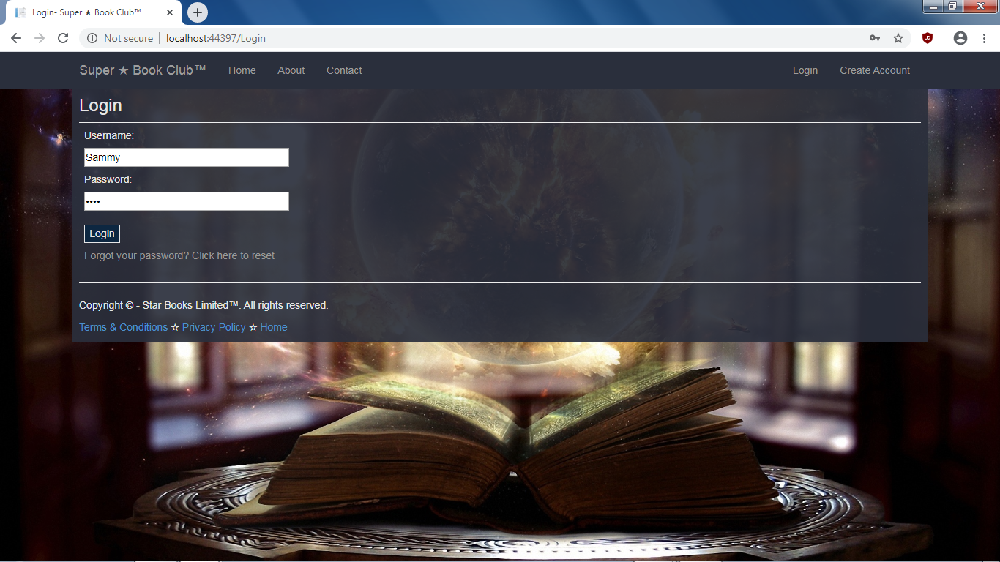 Login- Super ★ Book Club™
Not secure | localhost:44397/Login
Super ★ Book Club™ Home About Contact Login Create Account
Login
Username:
Sammy
Password:
••••
Login
Forgot your password? Click here to reset
Copyright © - Star Books Limited™. All rights reserved.
Terms & Conditions ☆ Privacy Policy ☆ Home